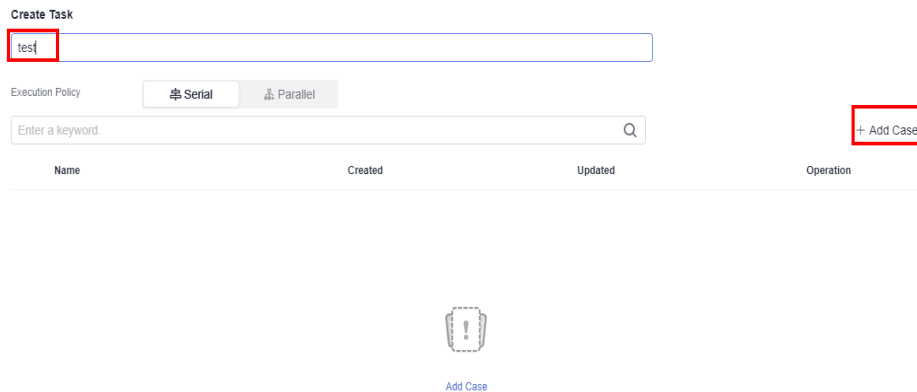 Create Task
test
Execution Policy Serial Parallel
Enter a keyword. + Add Case
Name Created Updated Operation
Add Case